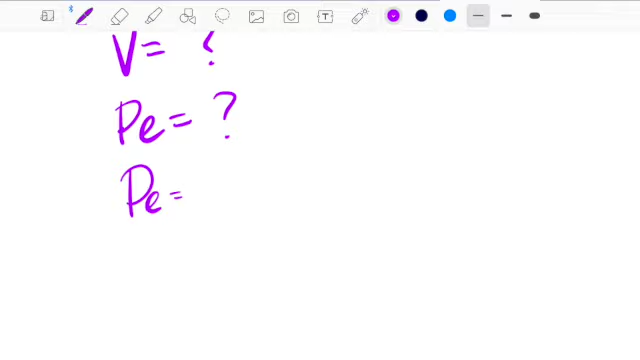 V= ?
Pe= ?
Pe=